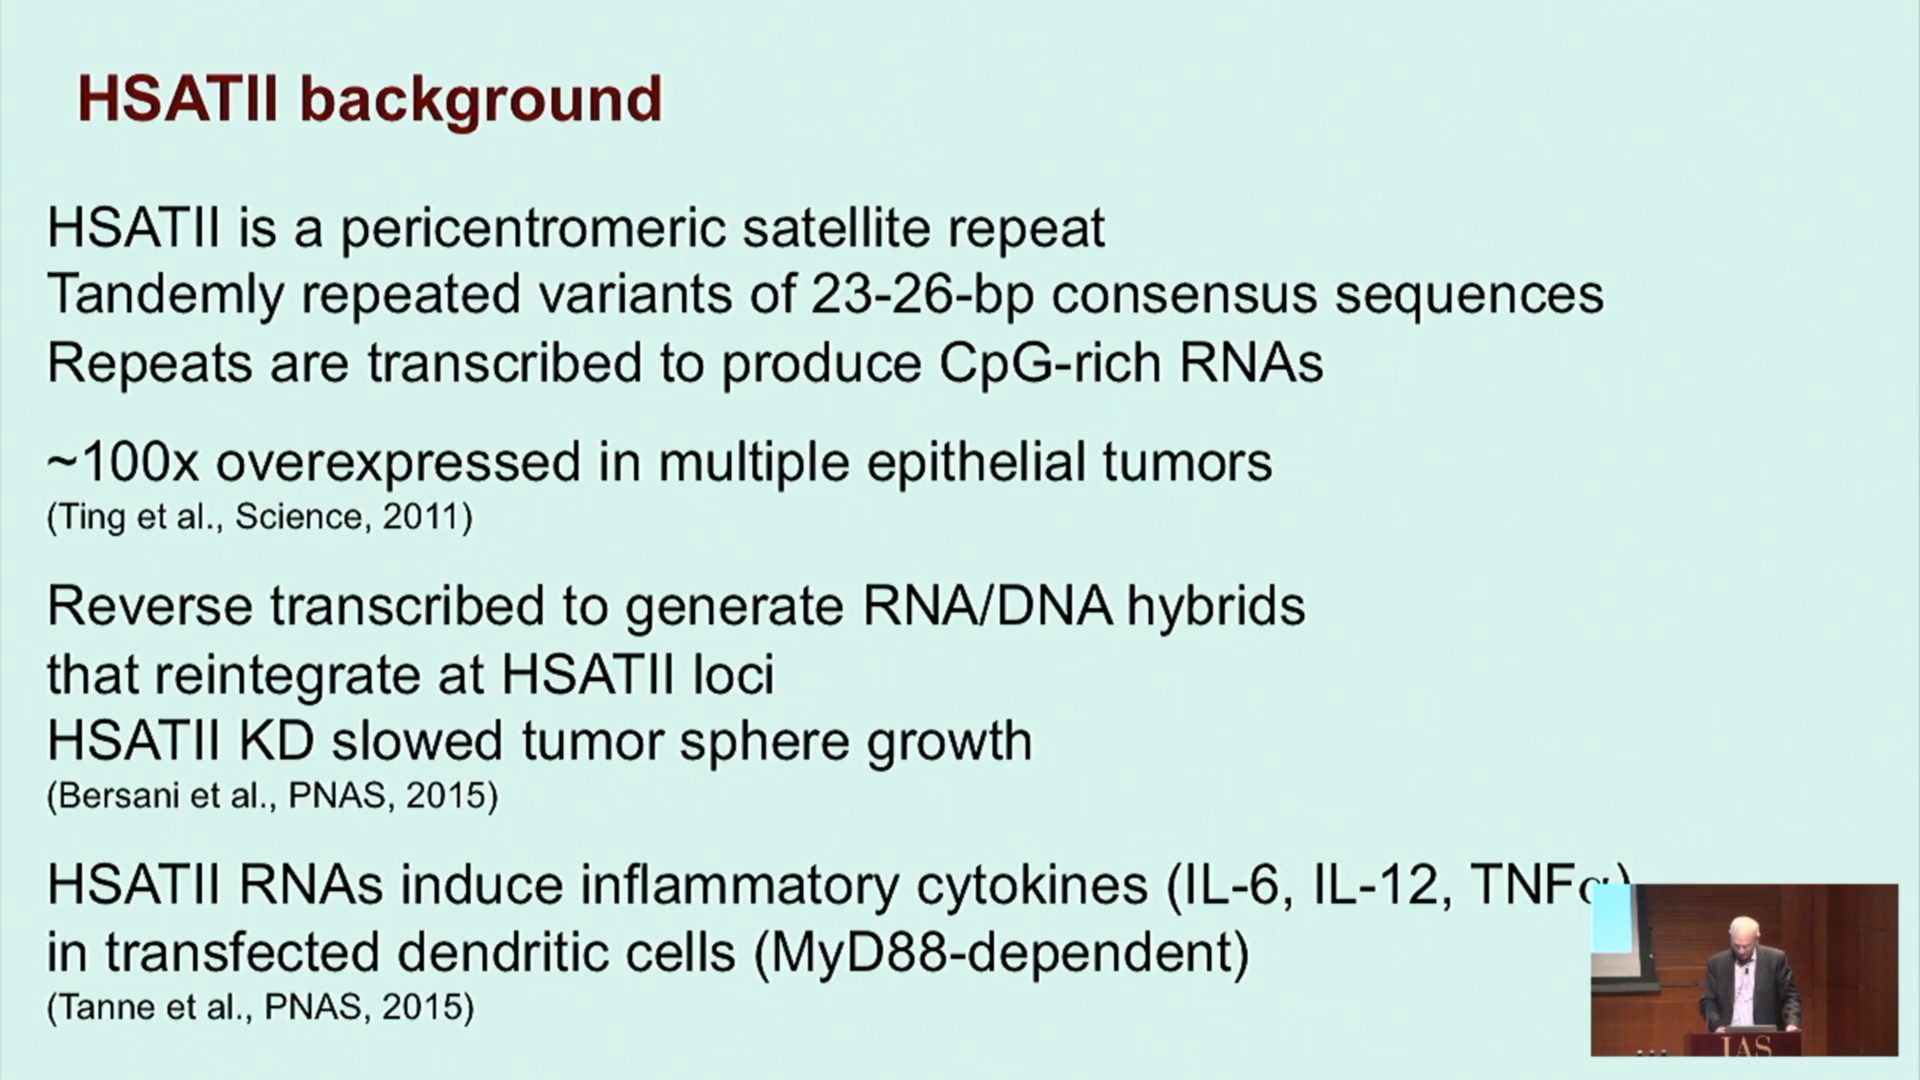 HSATII background
HSATII is a pericentromeric satellite repeat
Tandemly repeated variants of 23-26-bp consensus sequences
Repeats are transcribed to produce CpG-rich RNAs
~100x overexpressed in multiple epithelial tumors
(Ting et al., Science, 2011)
Reverse transcribed to generate RNA/DNA hybrids
that reintegrate at HSATII loci
HSATII KD slowed tumor sphere growth
(Bersani et al., PNAS, 2015)
HSATII RNAs induce inflammatory cytokines (IL-6, IL-12, TNFα)
in transfected dendritic cells (MyD88-dependent)
(Tanne et al., PNAS, 2015)
IAS